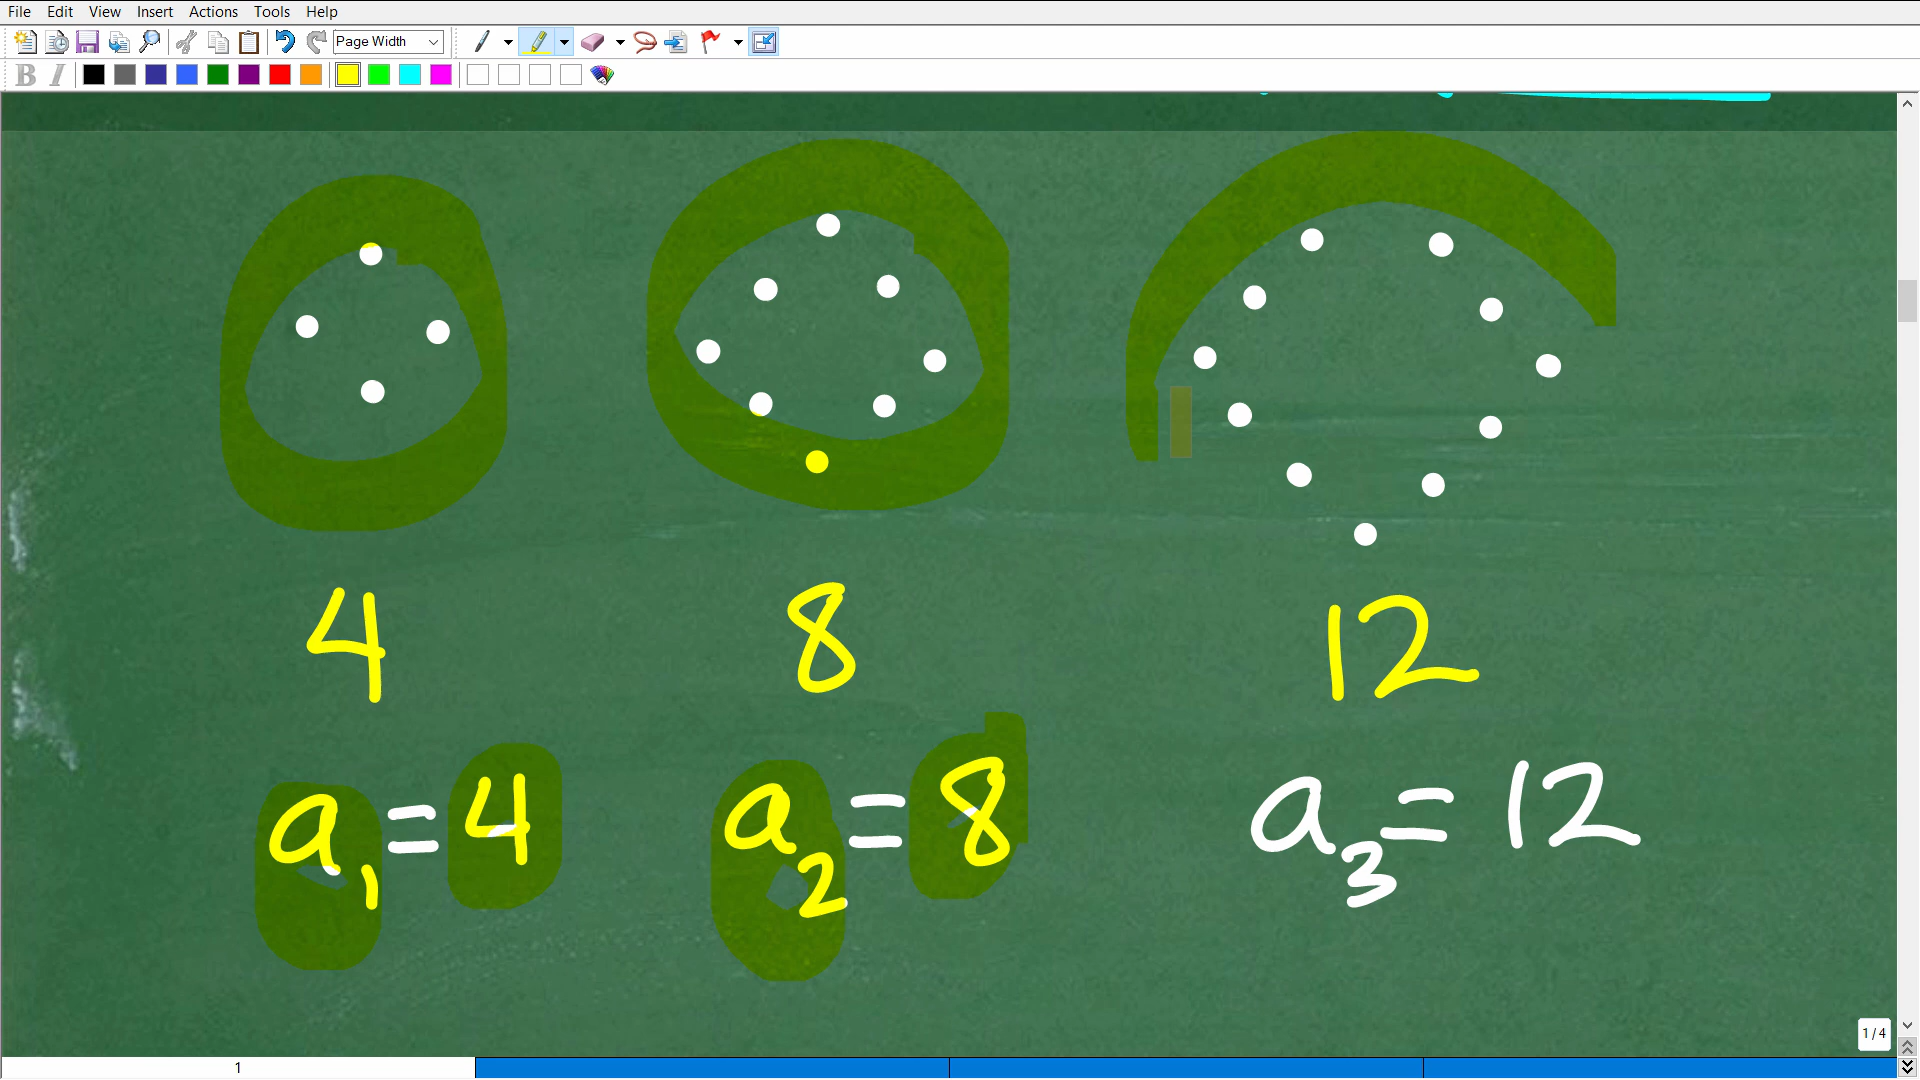 File Edit View Insert Actions Tools Help
Page Width
B I
4 8 12
a₁ = 4 a₂ = 8 a₃ = 12
1 / 4
1